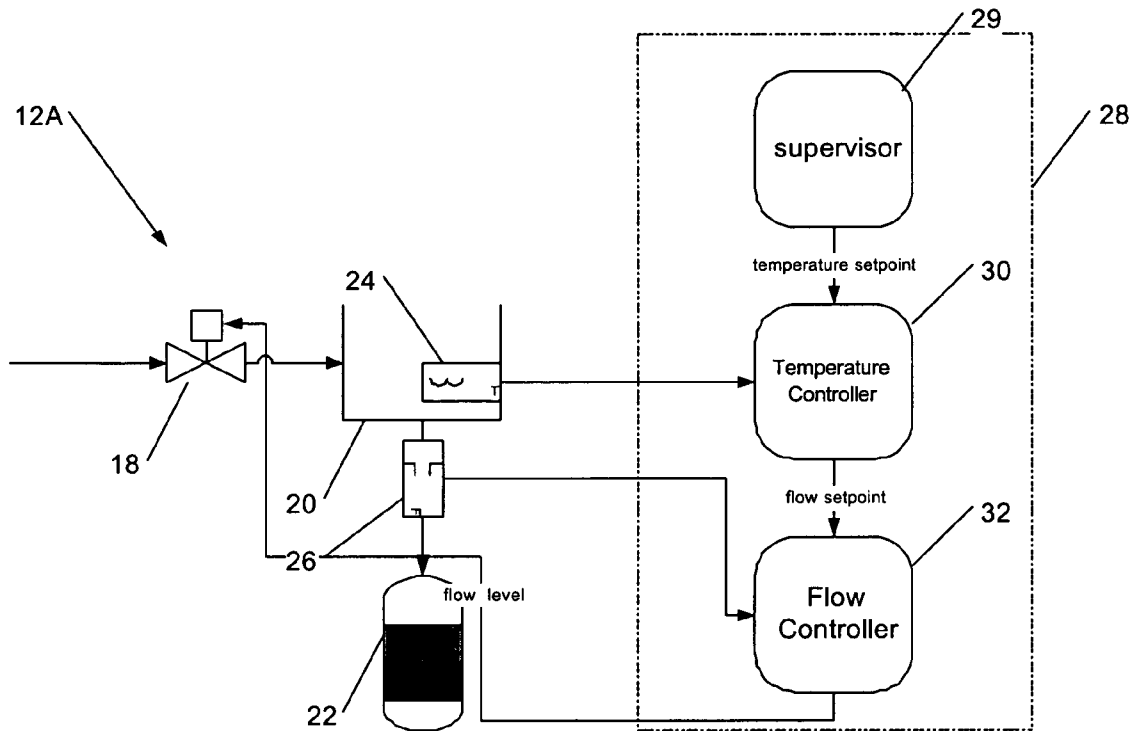 29
12A
28
supervisor
temperature setpoint
24
30
Temperature
Controller
18
20
flow setpoint
26
32
flow level
Flow
Controller
22